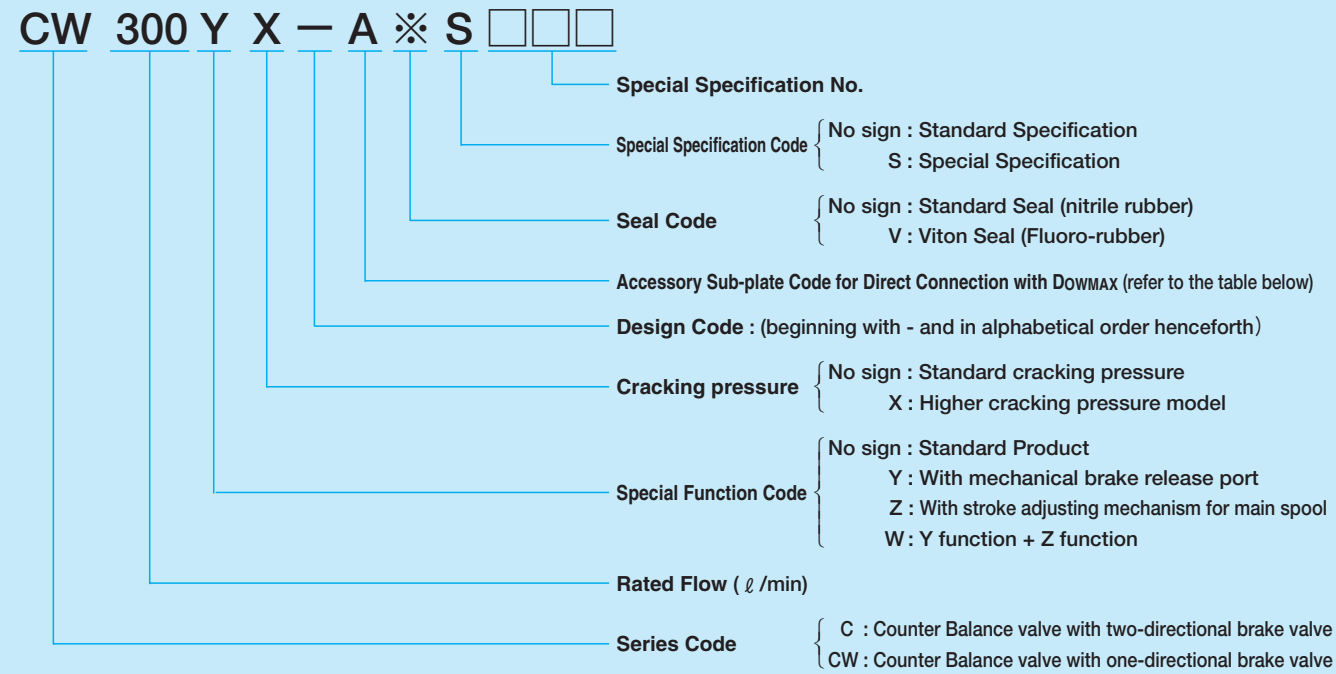 CW 300 Y X － A ※ S □□□
Special Specification No.
Special Specification Code No sign : Standard Specification
S : Special Specification
Seal Code No sign : Standard Seal (nitrile rubber)
V : Viton Seal (Fluoro-rubber)
Accessory Sub-plate Code for Direct Connection with DOWMAX (refer to the table below)
Design Code : (beginning with - and in alphabetical order henceforth）
Cracking pressure No sign : Standard cracking pressure
X : Higher cracking pressure model
Special Function Code No sign : Standard Product
Y : With mechanical brake release port
Z : With stroke adjusting mechanism for main spool
W : Y function + Z function
Rated Flow ( ℓ /min)
Series Code C : Counter Balance valve with two-directional brake valve
CW : Counter Balance valve with one-directional brake valve